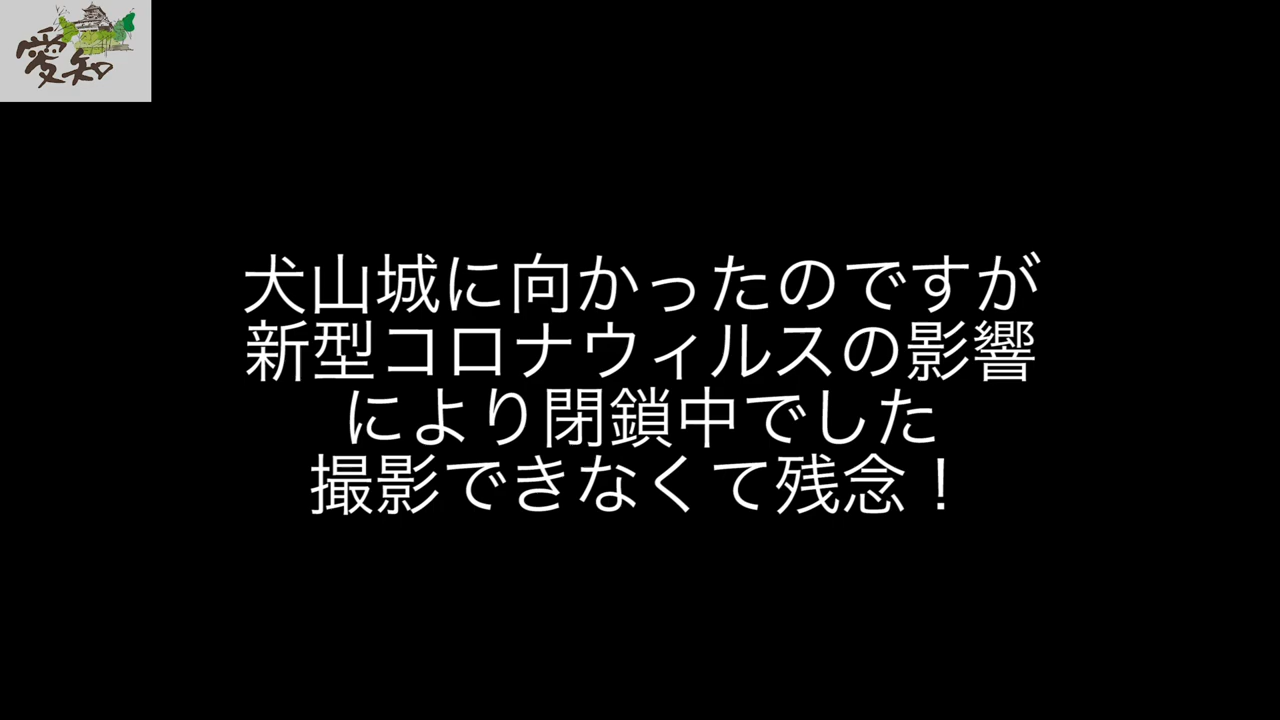 愛知
犬山城に向かったのですが
新型コロナウィルスの影響
により閉鎖中でした
撮影できなくて残念！